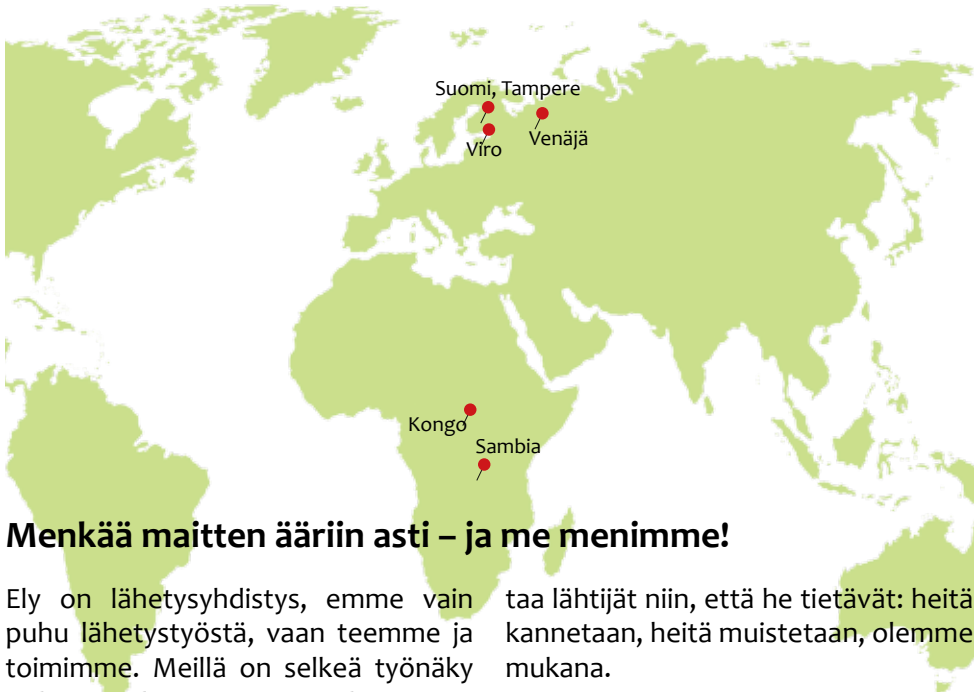 Suomi, Tampere
Venäjä
Viro
Kongo
Sambia
Menkää maitten ääriin asti – ja me menimme!
Ely on lähetysyhdistys, emme vain
puhu lähetystyöstä, vaan teemme ja
toimimme. Meillä on selkeä työnäky
taa lähtijät niin, että he tietävät: heitä
kannetaan, heitä muistetaan, olemme
mukana.